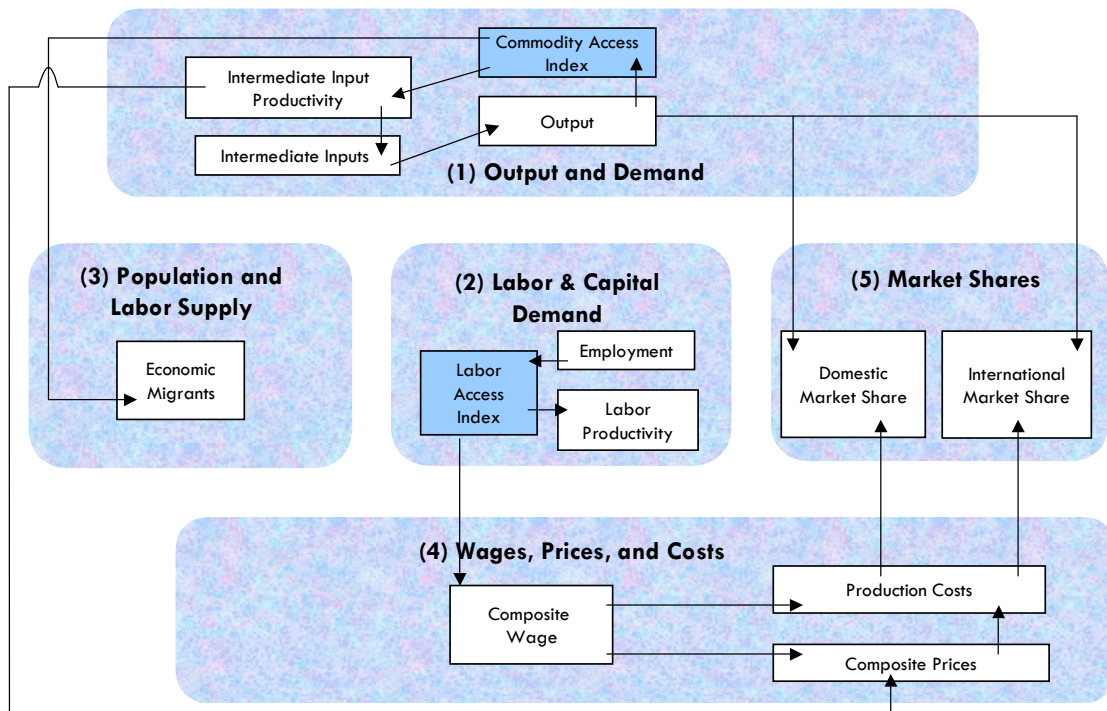 Commodity Access
Index
Intermediate Input
Productivity
Output
Intermediate Inputs
(1) Output and Demand
(3) Population and
Labor Supply
Economic
Migrants
(2) Labor & Capital
Demand
Employment
Labor
Access
Index
Labor
Productivity
(5) Market Shares
Domestic
Market Share
International
Market Share
(4) Wages, Prices, and Costs
Composite
Wage
Production Costs
Composite Prices